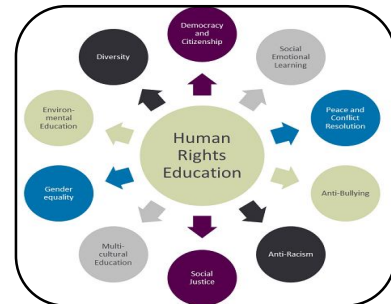 Democracy
and
Citizenship
Social
Emotional
Learning
Peace and
Conflict
Resolution
Anti-Bullying
Anti-Racism
Social
Justice
Multi-
cultural
Education
Gender
equality
Environ-
mental
Education
Diversity
Human
Rights
Education